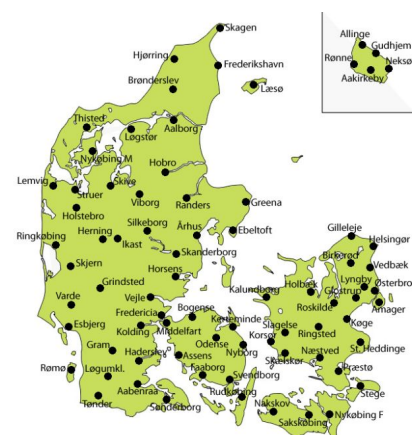 Skagen
Hjørring
Frederikshavn
Brønderslev
Læsø
Thisted
Løgstør
Aalborg
Nykøbing M
Hobro
Lemvig
Struer
Skive
Viborg
Randers
Greena
Holstebro
Silkeborg
Århus
Ebeltoft
Ringkøbing
Herning
Ikast
Skanderborg
Skjern
Horsens
Grindsted
Vejle
Varde
Fredericia
Bogense
Kerteminde
Esbjerg
Kolding
Middelfart
Odense
Nyborg
Gram
Haderslev
Assens
Faaborg
Svendborg
Rømø
Løgumkl.
Aabenraa
Rudkøbing
Tønder
Sønderborg
Allinge
Gudhjem
Rønne
Neksø
Aakirkeby
Gilleleje
Helsingør
Birkerød
Vedbæk
Kalundborg
Holbæk
Lyngby
Østerbro
Glostrup
Roskilde
Amager
Slagelse
Ringsted
Køge
Korsør
Skælskør
Næstved
St. Heddinge
Præstø
Stege
Nakskov
Sakskøbing
Nykøbing F